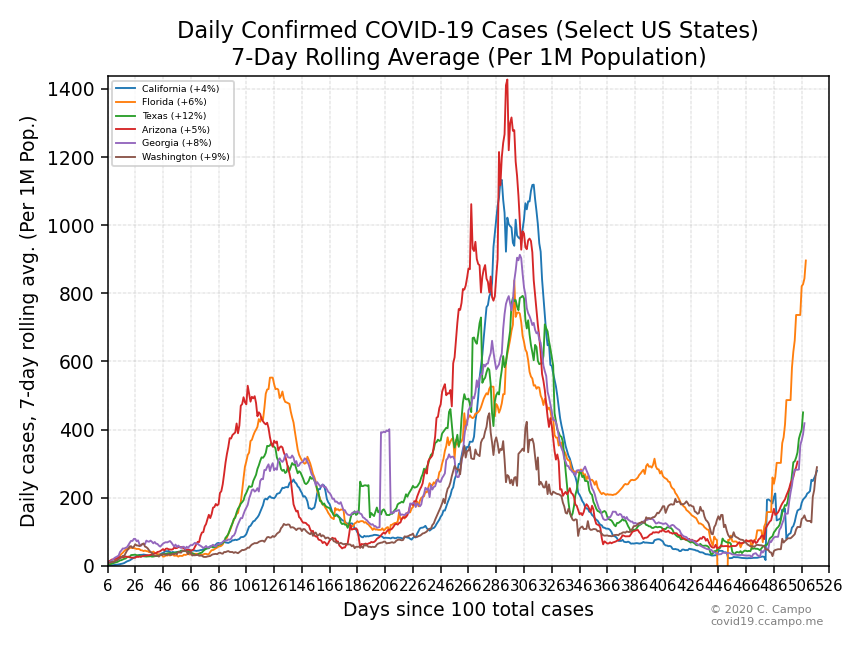 Daily Confirmed COVID-19 Cases (Select US States)
7-Day Rolling Average (Per 1M Population)
Daily cases, 7-day rolling avg. (Per 1M Pop.)
1400
1200
1000
800
600
400
200
0
California (+4%)
Florida (+6%)
Texas (+12%)
Arizona (+5%)
Georgia (+8%)
Washington (+9%)
6 26 46 66 86 106 126 146 166 186 206 226 246 266 286 306 326 346 366 386 406 426 446 466 486 506 526
Days since 100 total cases
© 2020 C. Campo
covid19.ccampo.me